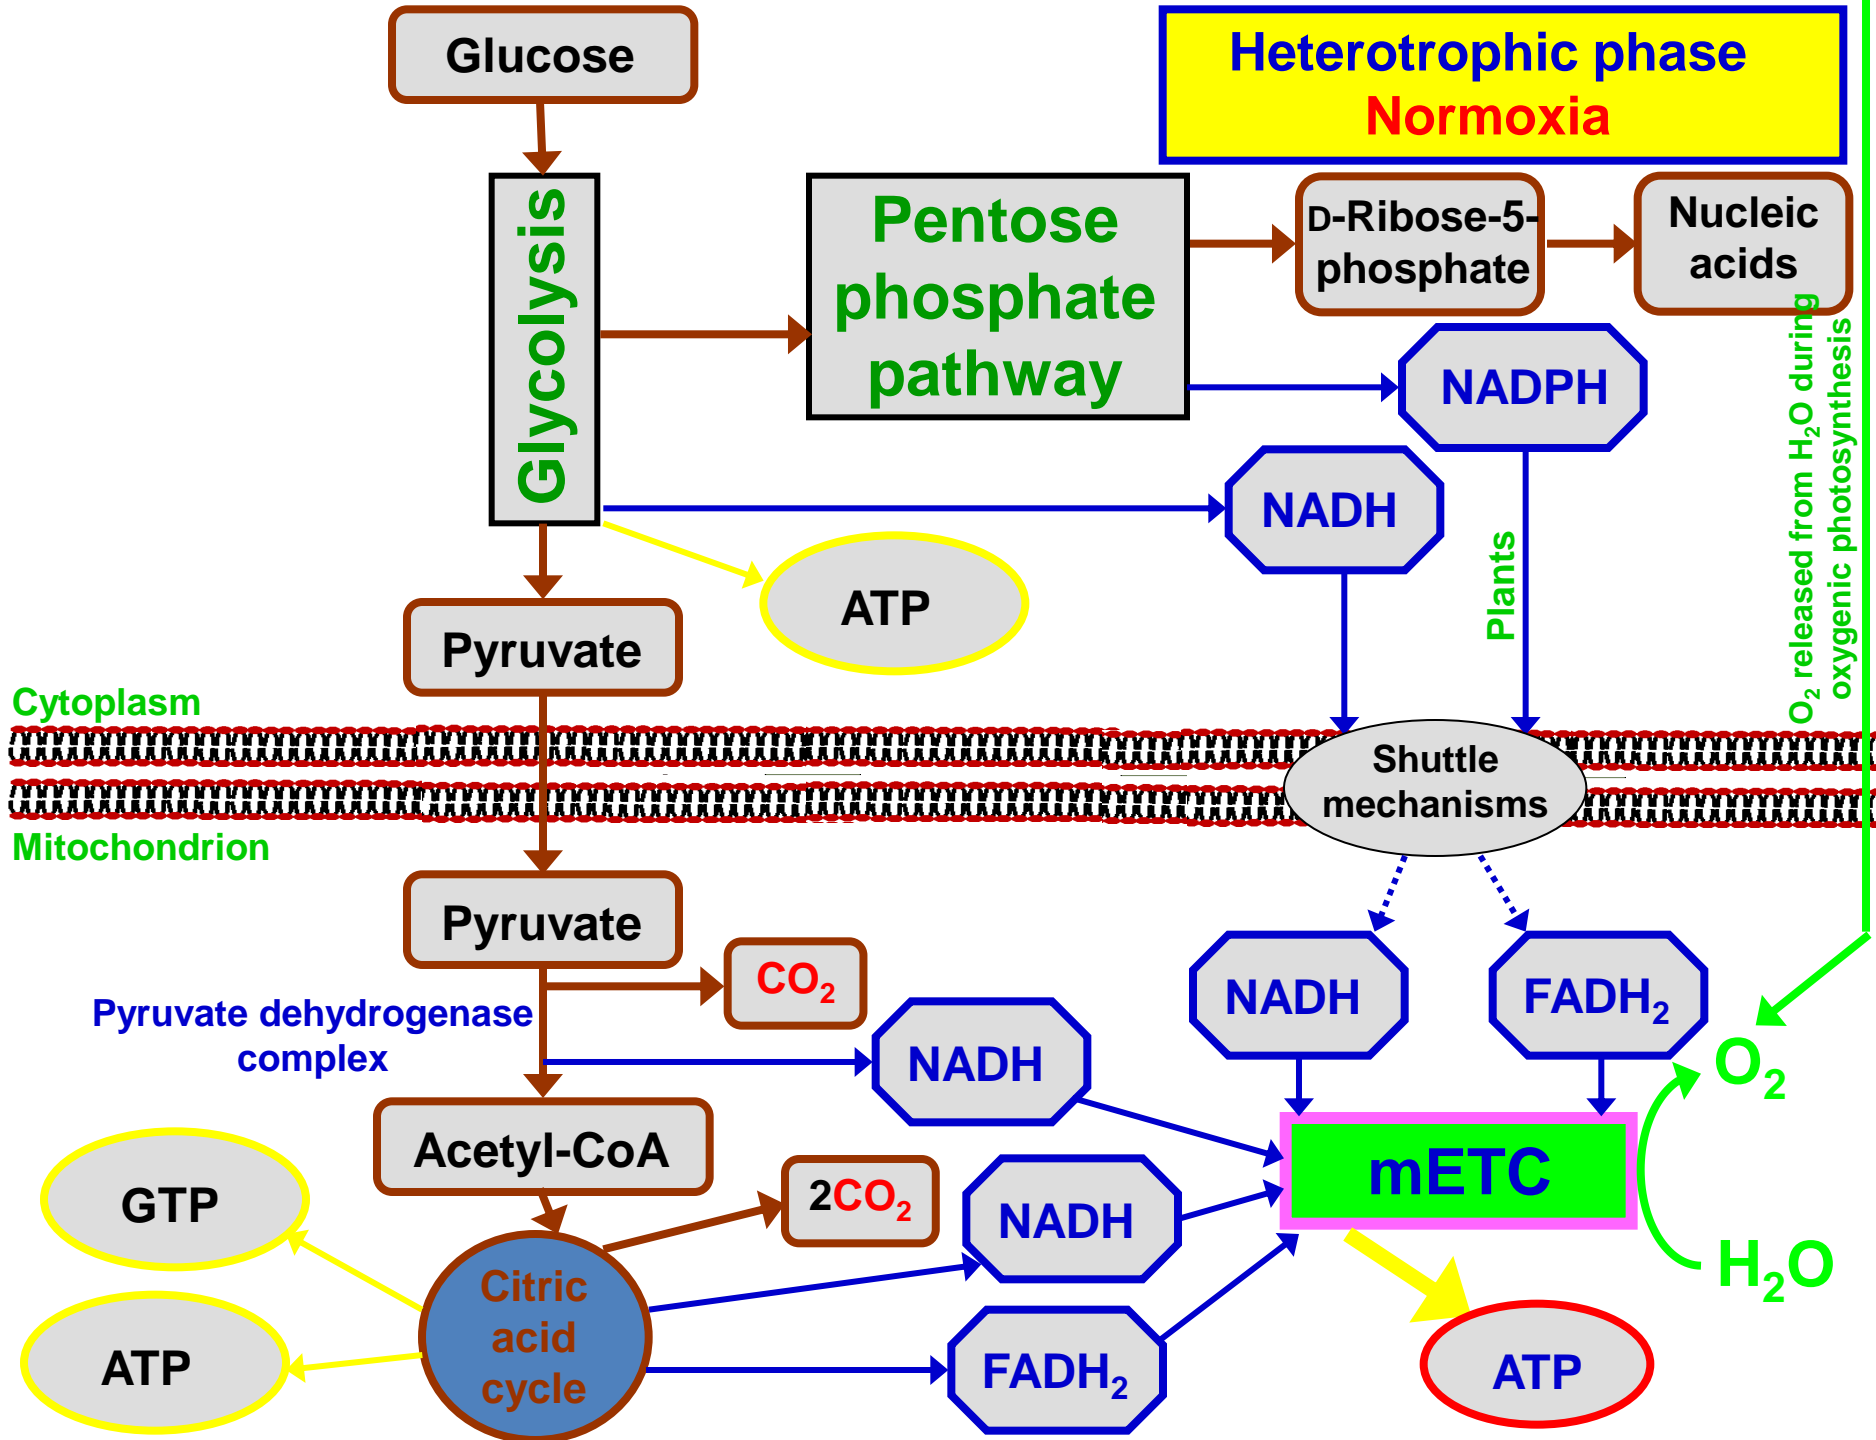 Glucose
Heterotrophic phase
Normoxia
Glycolysis
Pentose
phosphate
pathway
D-Ribose-5-
phosphate
Nucleic
acids
NADPH
NADH
ATP
Plants
O₂ released from H₂O during
oxygenic photosynthesis
Pyruvate
Cytoplasm
Shuttle
mechanisms
Mitochondrion
Pyruvate
CO₂
Pyruvate dehydrogenase
complex
NADH
NADH
FADH₂
O₂
Acetyl-CoA
mETC
GTP
2CO₂
NADH
H₂O
Citric
acid
cycle
ATP
FADH₂
ATP